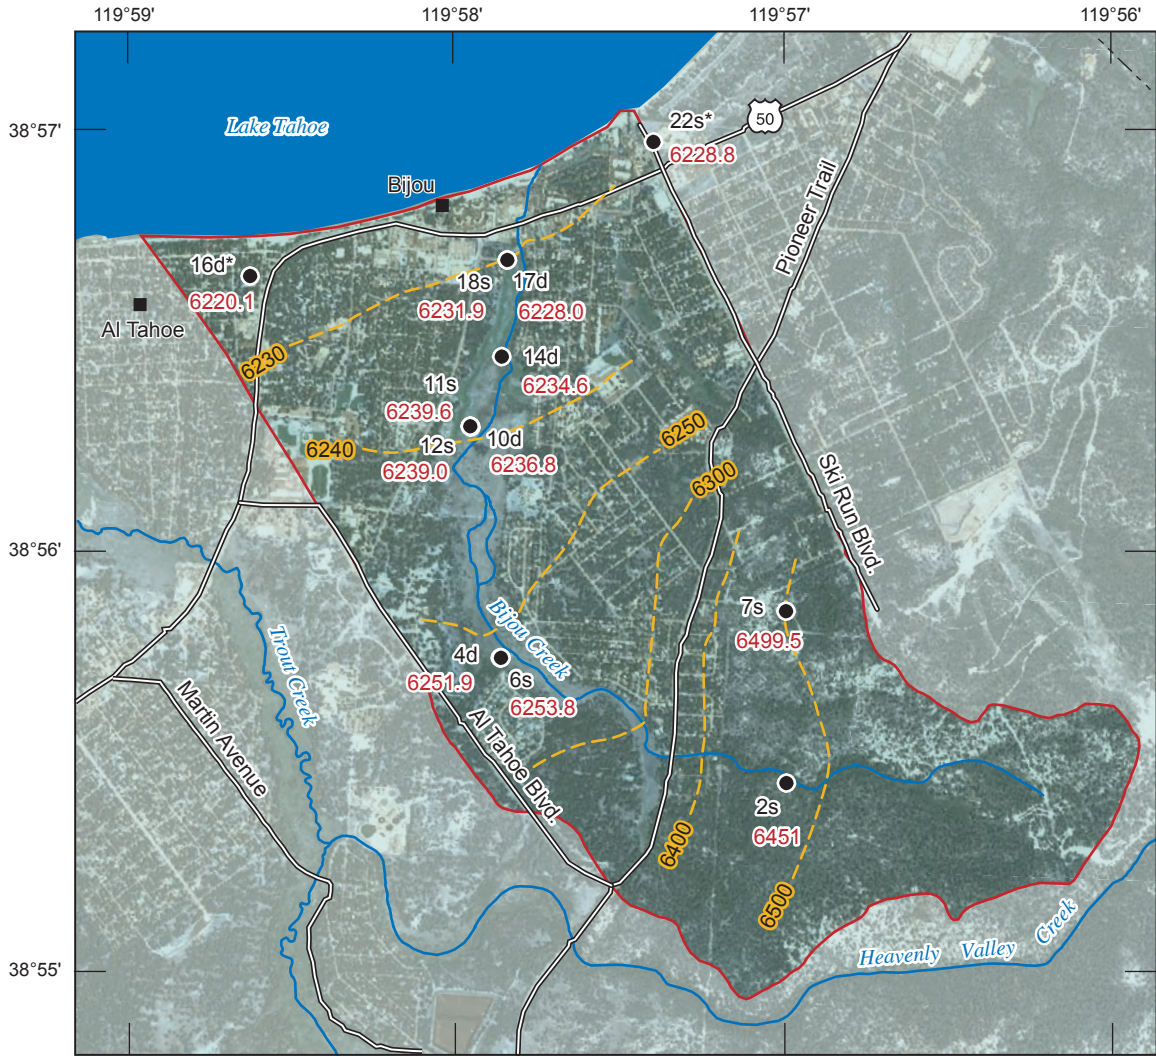 119°59' 119°58' 119°57' 119°56'
38°57'
Lake Tahoe
22s*
6228.8
50
Bijou
Pioneer Trail
16d*
6220.1
Al Tahoe
18s 17d
6231.9 6228.0
6230
14d
6234.6
11s
6239.6
12s 10d
6239.0 6236.8
6240
6250
6300
Ski Run Blvd.
38°56'
Bijou Creek
7s
6499.5
4d
6251.9
6s
6253.8
Trout Creek
Martin Avenue
Al Tahoe Blvd.
2s
6451
6400
6500
Heavenly Valley Creek
38°55'